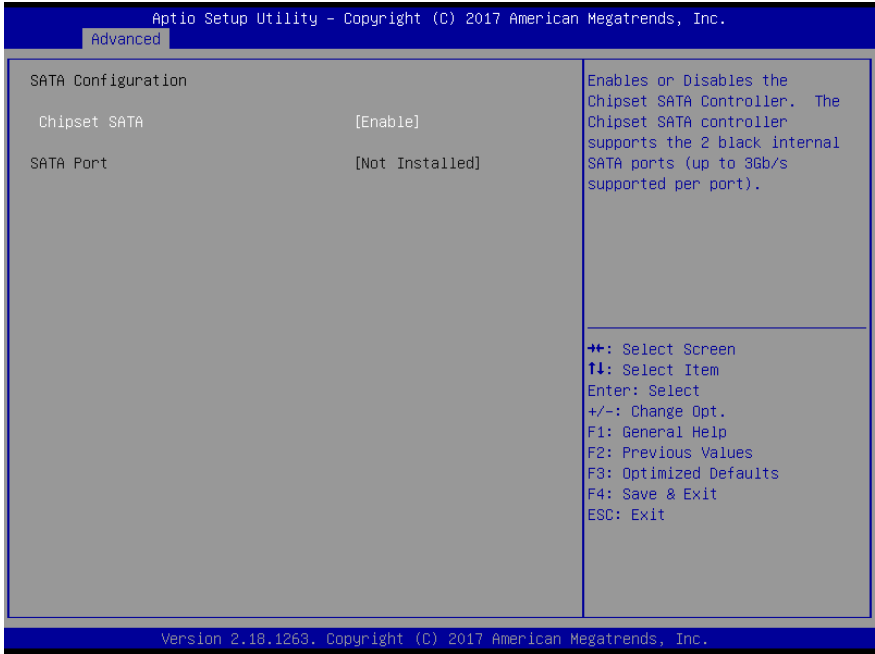 Aptio Setup Utility – Copyright (C) 2017 American Megatrends, Inc.
Advanced
SATA Configuration
Chipset SATA [Enable]
SATA Port [Not Installed]
Enables or Disables the
Chipset SATA Controller. The
Chipset SATA controller
supports the 2 black internal
SATA ports (up to 3Gb/s
supported per port).
→←: Select Screen
↑↓: Select Item
Enter: Select
+/-: Change Opt.
F1: General Help
F2: Previous Values
F3: Optimized Defaults
F4: Save & Exit
ESC: Exit
Version 2.18.1263. Copyright (C) 2017 American Megatrends, Inc.